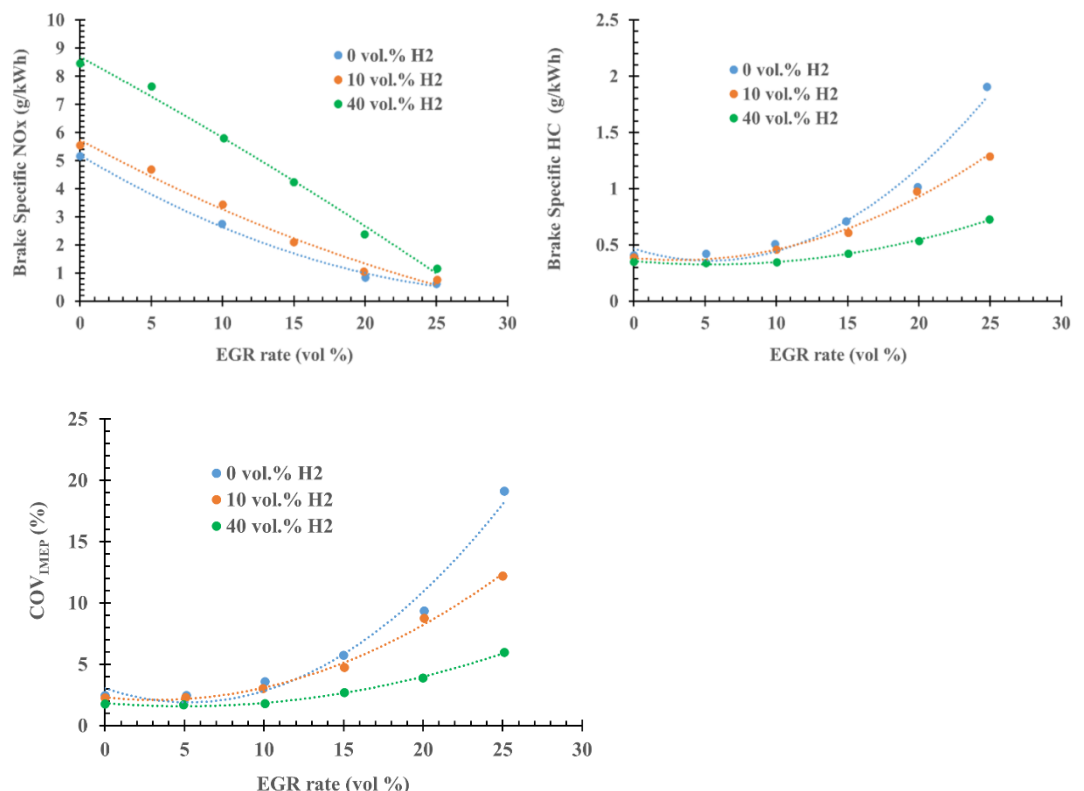 Brake Specific NOx (g/kWh)
10
9
8
7
6
5
4
3
2
1
0
0 vol.% H2
10 vol.% H2
40 vol.% H2
0 5 10 15 20 25 30
EGR rate (vol %)
Brake Specific HC (g/kWh)
2.5
2
1.5
1
0.5
0
0 vol.% H2
10 vol.% H2
40 vol.% H2
0 5 10 15 20 25 30
EGR rate (vol %)
COVIMEP (%)
25
20
15
10
5
0
0 vol.% H2
10 vol.% H2
40 vol.% H2
0 5 10 15 20 25 30
EGR rate (vol %)